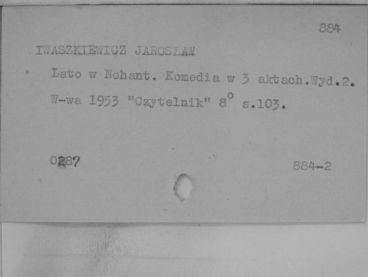 884
IWASZKIEWICZ JAROSŁAW
Lato w Nohant. Komedia w 3 aktach.Wyd.2.
W-wa 1953 "Czytelnik" 8° s.103.
0287
884-2